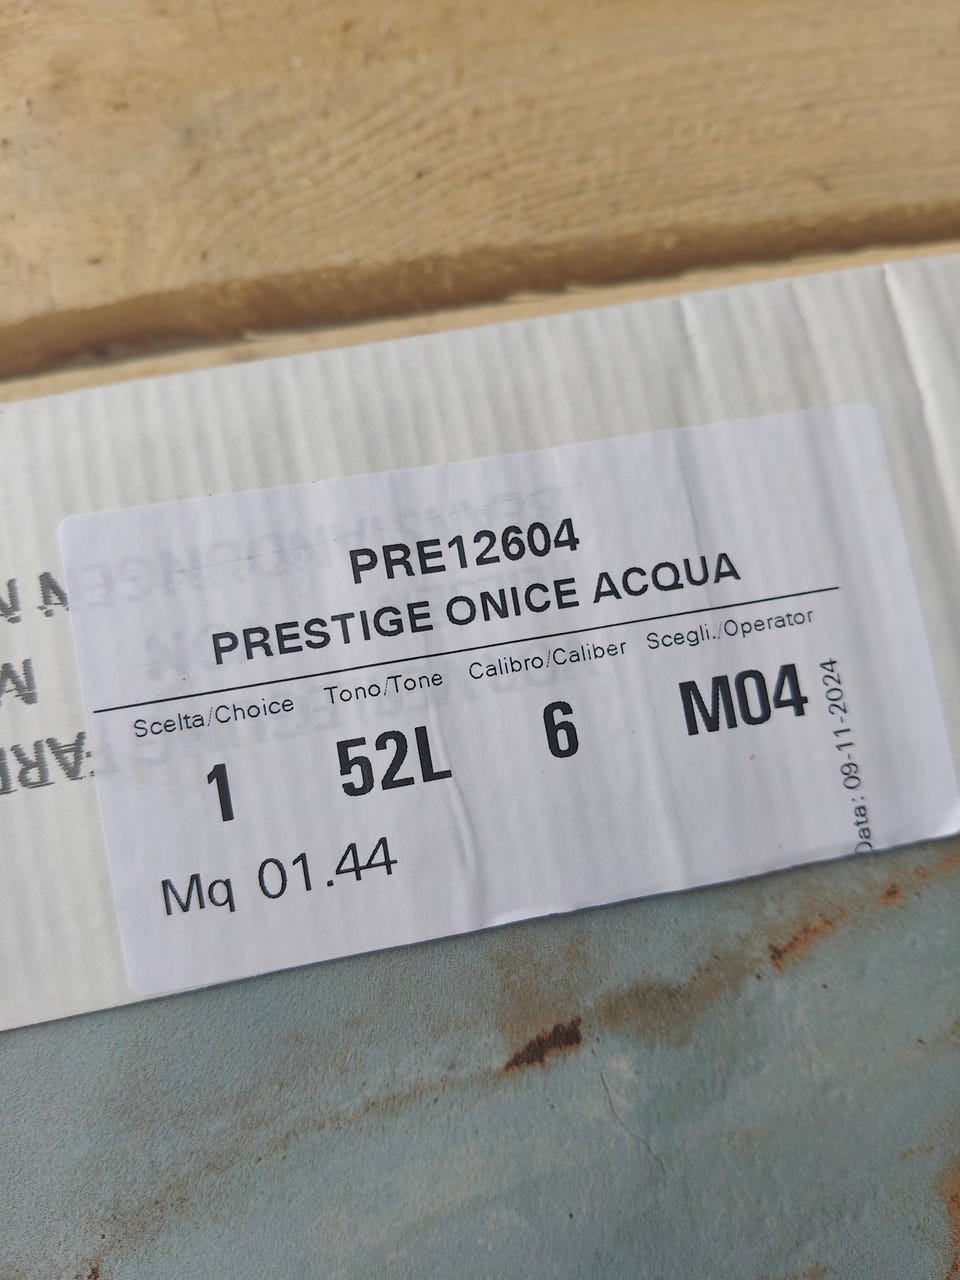 PRE12604
PRESTIGE ONICE ACQUA
Scelta/Choice Tono/Tone Calibro/Caliber Scegli./Operator
1 52L 6 M04
Mq 01.44
Data: 09-11-2024